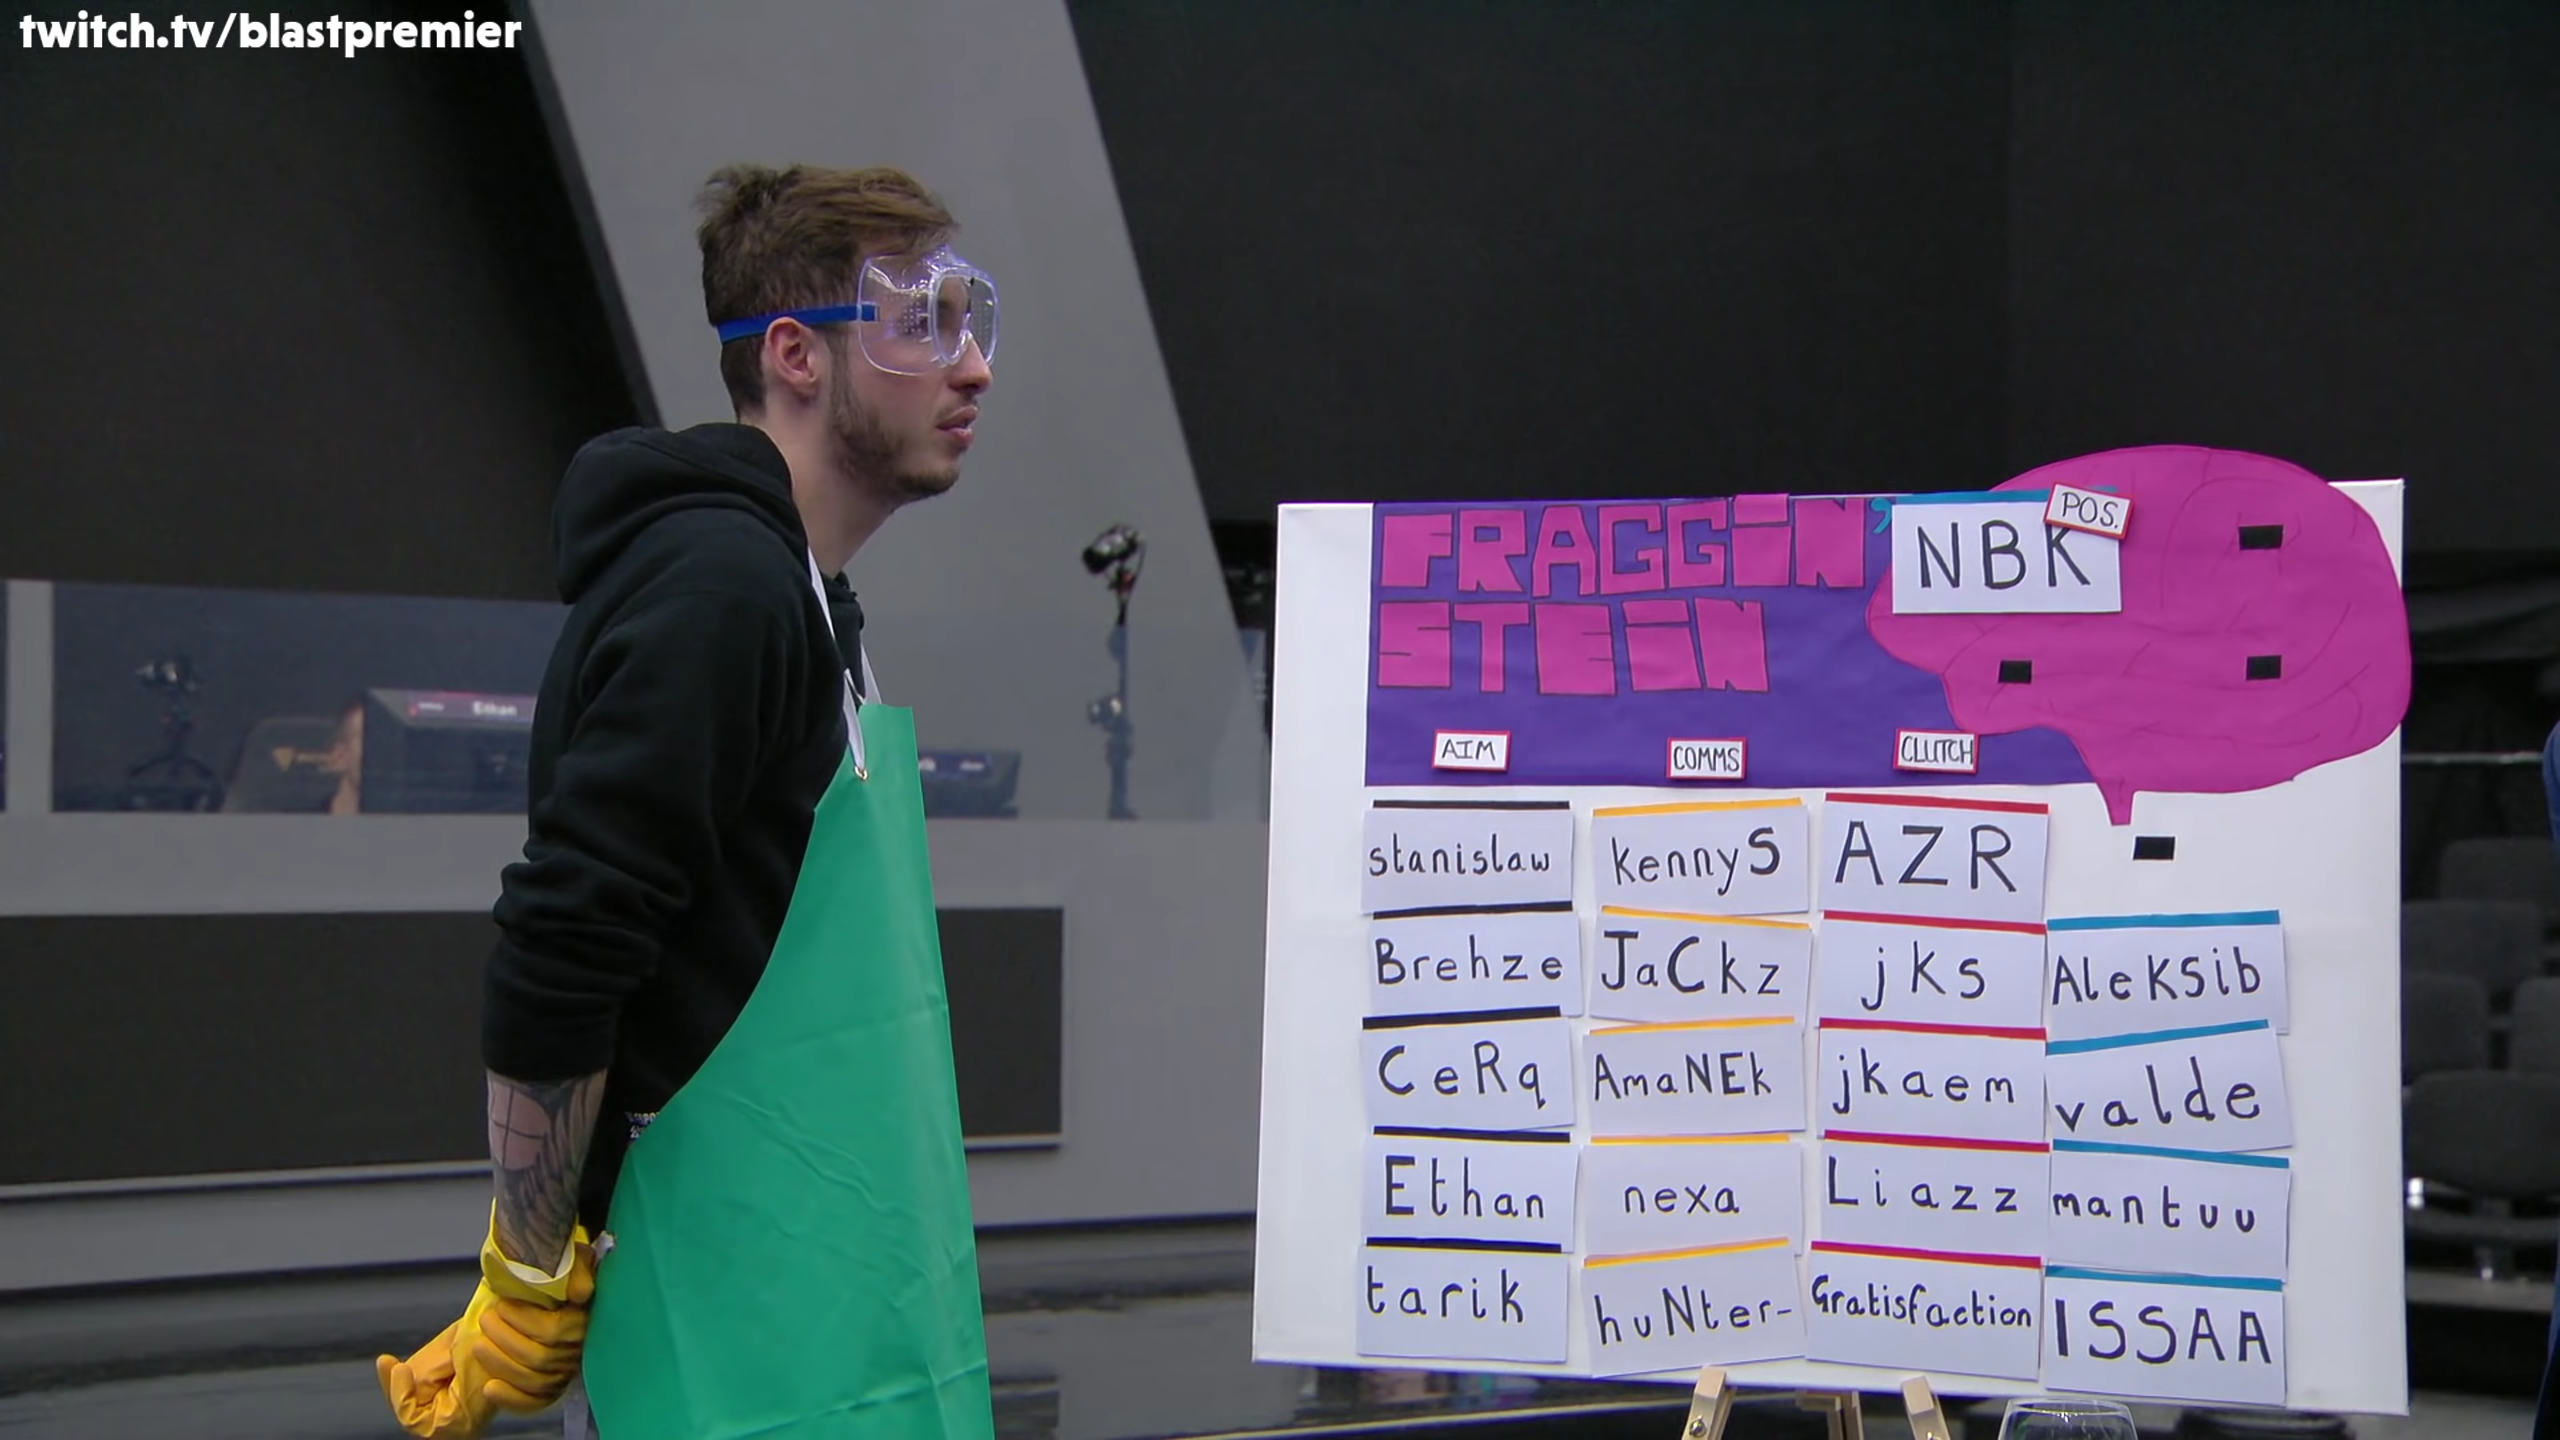 twitch.tv/blastpremier
FRAGGIN'
STEIN
NBK
POS.
AIM
COMMS
CLUTCH
stanislaw
kennyS
AZR
Brehze
JaCkz
jks
AleKSib
CeRq
AmaNEk
jkaem
valde
Ethan
nexa
Liazz
mantuu
tarik
huNter-
Gratisfaction
ISSAA
Ethan